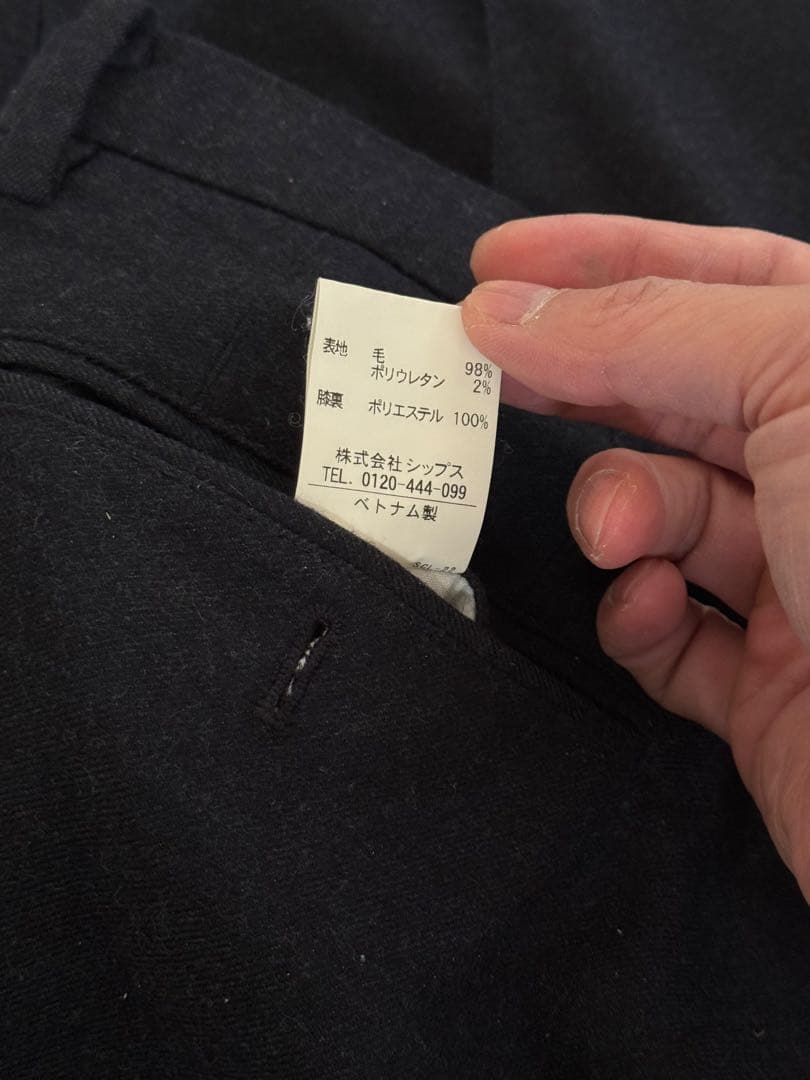 表地 毛 98%
ポリウレタン 2%
膝裏 ポリエステル 100%
株式会社シップス
TEL. 0120-444-099
ベトナム製